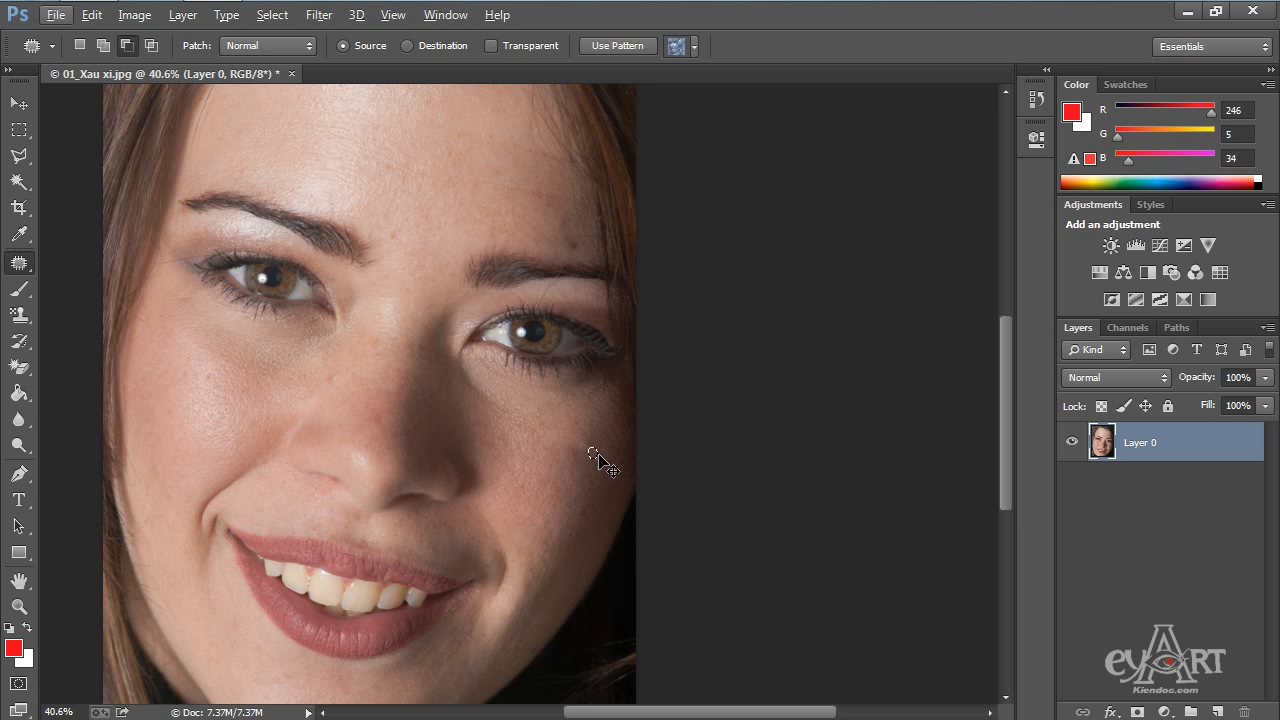 Ps File Edit Image Layer Type Select Filter 3D View Window Help
Patch: Normal Source Destination Transparent Use Pattern Essentials
© 01_Xau xi.jpg @ 40.6% (Layer 0, RGB/8*) * ×
Color Swatches
R 246
G 5
B 34
Adjustments Styles
Add an adjustment
Layers Channels Paths
Kind
Normal Opacity: 100%
Lock: Fill: 100%
Layer 0
T
eyART
Kiendoc.com
40.6% © Doc: 7.37M/7.37M
fx